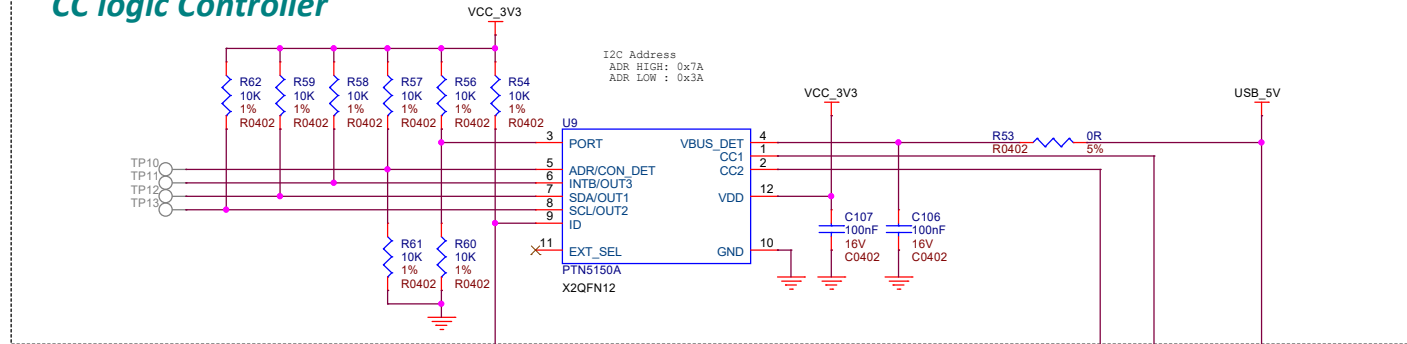 CC logic Controller
VCC_3V3
I2C Address
ADR HIGH: 0x7A
ADR LOW : 0x3A
R62
10K
1%
R0402
R59
10K
1%
R0402
R58
10K
1%
R0402
R57
10K
1%
R0402
R56
10K
1%
R0402
R54
10K
1%
R0402
VCC_3V3
USB_5V
U9
3 PORT
5 ADR/CON_DET
6 INTB/OUT3
7 SDA/OUT1
8 SCL/OUT2
9 ID
11 EXT_SEL
VBUS_DET 4
CC1 1
CC2 2
VDD 12
GND 10
PTN5150A
X2QFN12
TP10
TP11
TP12
TP13
R53 0R
R0402 5%
R61
10K
1%
R0402
R60
10K
1%
R0402
C107
100nF
16V
C0402
C106
100nF
16V
C0402